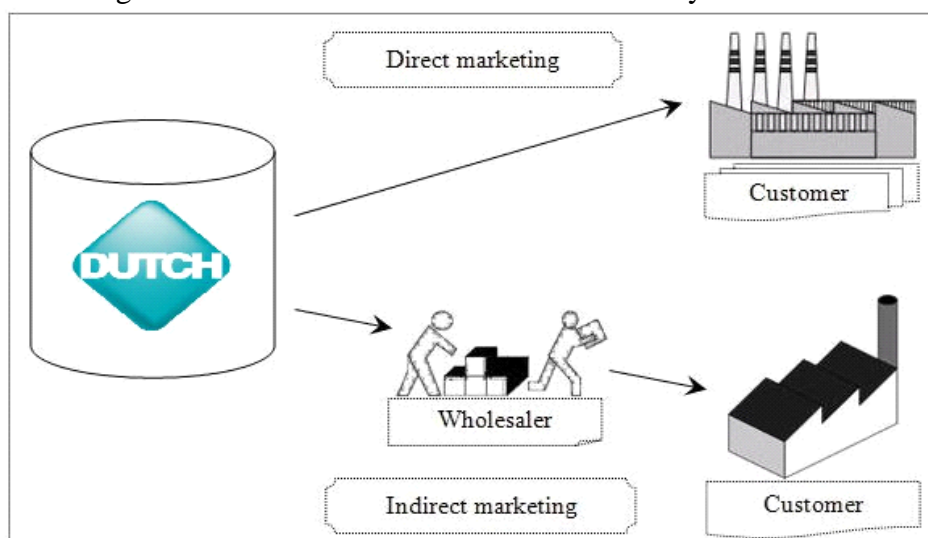 Direct marketing
Customer
DUTCH
Wholesaler
Indirect marketing
Customer